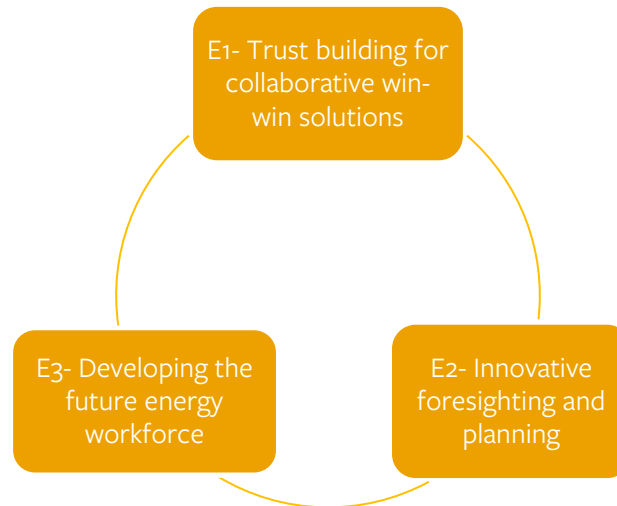 E1- Trust building for
collaborative win-
win solutions
E3- Developing the
future energy
workforce
E2- Innovative
foresighting and
planning